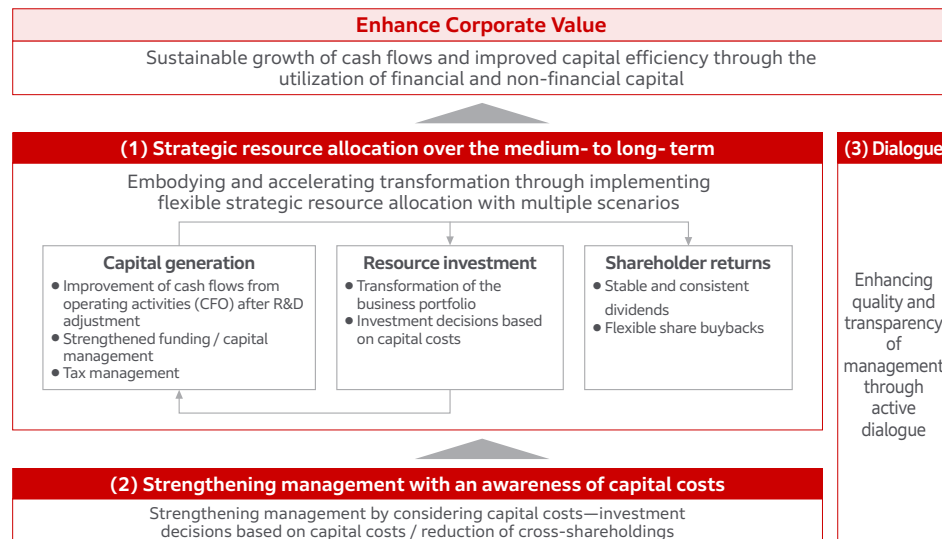 Enhance Corporate Value
Sustainable growth of cash flows and improved capital efficiency through the
utilization of financial and non-financial capital
(1) Strategic resource allocation over the medium- to long- term
Embodying and accelerating transformation through implementing
flexible strategic resource allocation with multiple scenarios
Capital generation
● Improvement of cash flows from
operating activities (CFO) after R&D
adjustment
● Strengthened funding / capital
management
● Tax management
Resource investment
● Transformation of the
business portfolio
● Investment decisions based
on capital costs
Shareholder returns
● Stable and consistent
dividends
● Flexible share buybacks
(2) Strengthening management with an awareness of capital costs
Strengthening management by considering capital costs—investment
decisions based on capital costs / reduction of cross-shareholdings
(3) Dialogue
Enhancing
quality and
transparency
of
management
through
active
dialogue